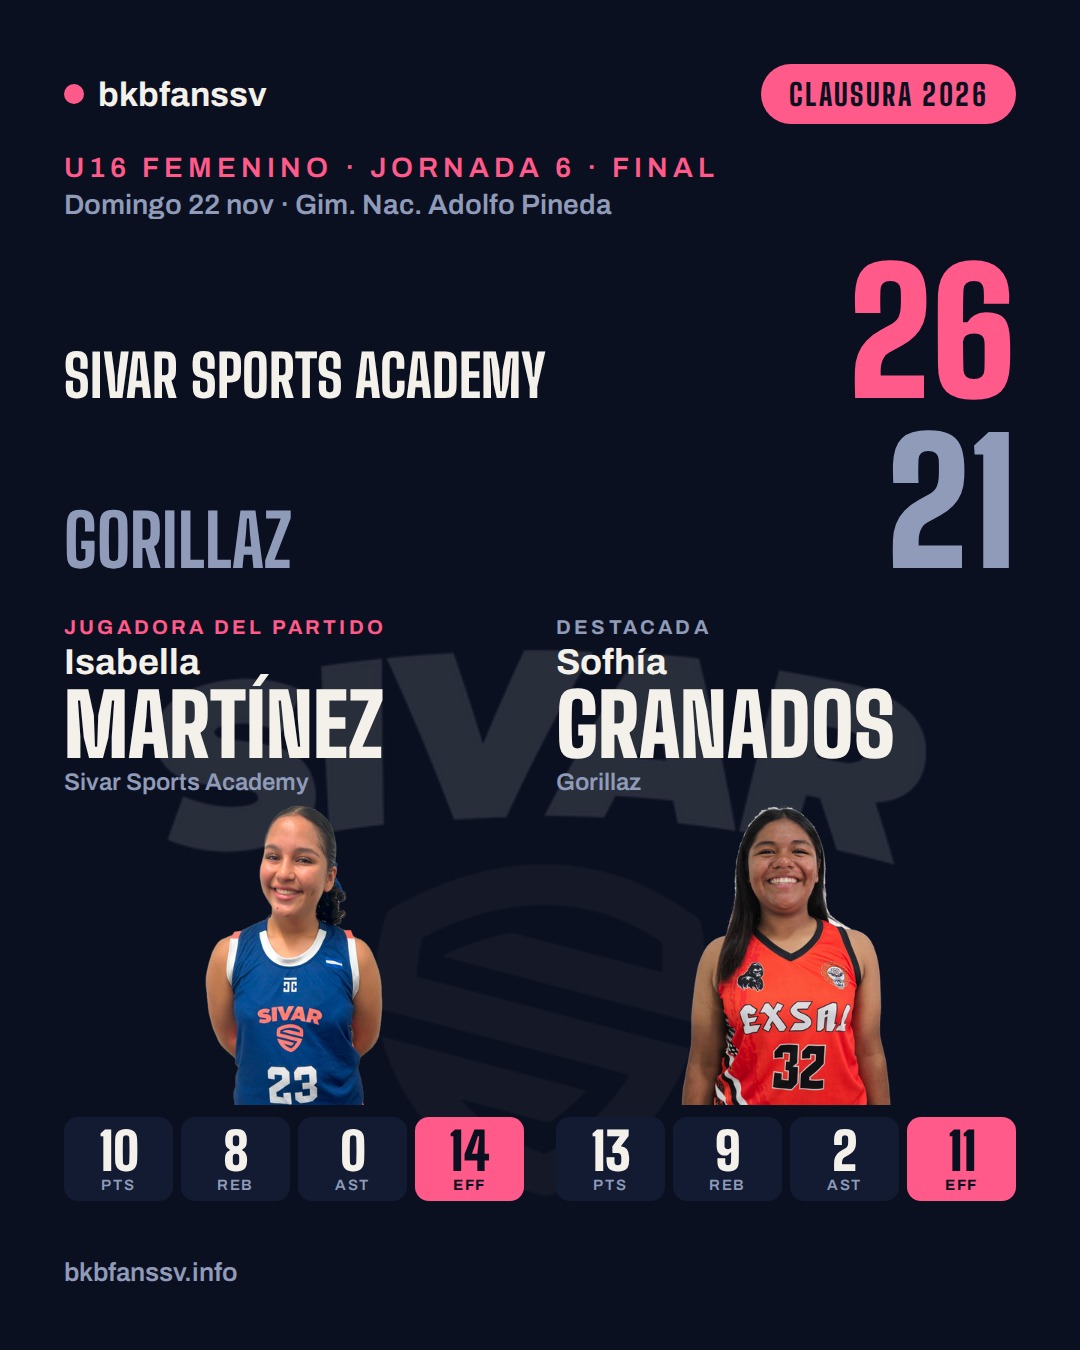 bkbfanssv
CLAUSURA 2026
U16 FEMENINO · JORNADA 6 · FINAL
Domingo 22 nov · Gim. Nac. Adolfo Pineda
SIVAR SPORTS ACADEMY
26
GORILLAZ
21
JUGADORA DEL PARTIDO
Isabella
MARTÍNEZ
Sivar Sports Academy
DESTACADA
Sofhía
GRANADOS
Gorillaz
SIVAR
SIVAR
23
EXSAL
32
10 8 0 14
PTS REB AST EFF
13 9 2 11
PTS REB AST EFF
bkbfanssv.info